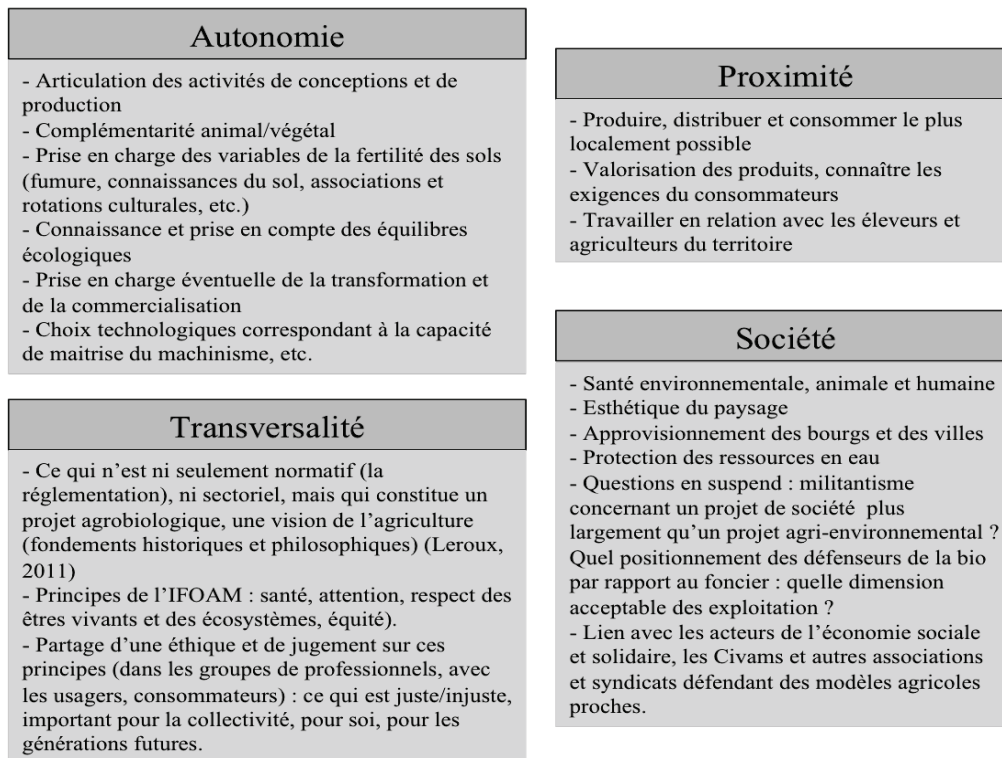 Autonomie
- Articulation des activités de conceptions et de
production
- Complémentarité animal/végétal
- Prise en charge des variables de la fertilité des sols
(fumure, connaissances du sol, associations et
rotations culturales, etc.)
- Connaissance et prise en compte des équilibres
écologiques
- Prise en charge éventuelle de la transformation et
de la commercialisation
- Choix technologiques correspondant à la capacité
de maitrise du machinisme, etc.
Transversalité
- Ce qui n’est ni seulement normatif (la
réglementation), ni sectoriel, mais qui constitue un
projet agrobiologique, une vision de l’agriculture
(fondements historiques et philosophiques) (Leroux,
2011)
- Principes de l’IFOAM : santé, attention, respect des
êtres vivants et des écosystèmes, équité).
- Partage d’une éthique et de jugement sur ces
principes (dans les groupes de professionnels, avec
les usagers, consommateurs) : ce qui est juste/injuste,
important pour la collectivité, pour soi, pour les
générations futures.
Proximité
- Produire, distribuer et consommer le plus
localement possible
- Valorisation des produits, connaître les
exigences du consommateurs
- Travailler en relation avec les éleveurs et
agriculteurs du territoire
Société
- Santé environnementale, animale et humaine
- Esthétique du paysage
- Approvisionnement des bourgs et des villes
- Protection des ressources en eau
- Questions en suspend : militantisme
concernant un projet de société plus
largement qu’un projet agri-environnemental ?
Quel positionnement des défenseurs de la bio
par rapport au foncier : quelle dimension
acceptable des exploitation ?
- Lien avec les acteurs de l’économie sociale
et solidaire, les Civams et autres associations
et syndicats défendant des modèles agricoles
proches.